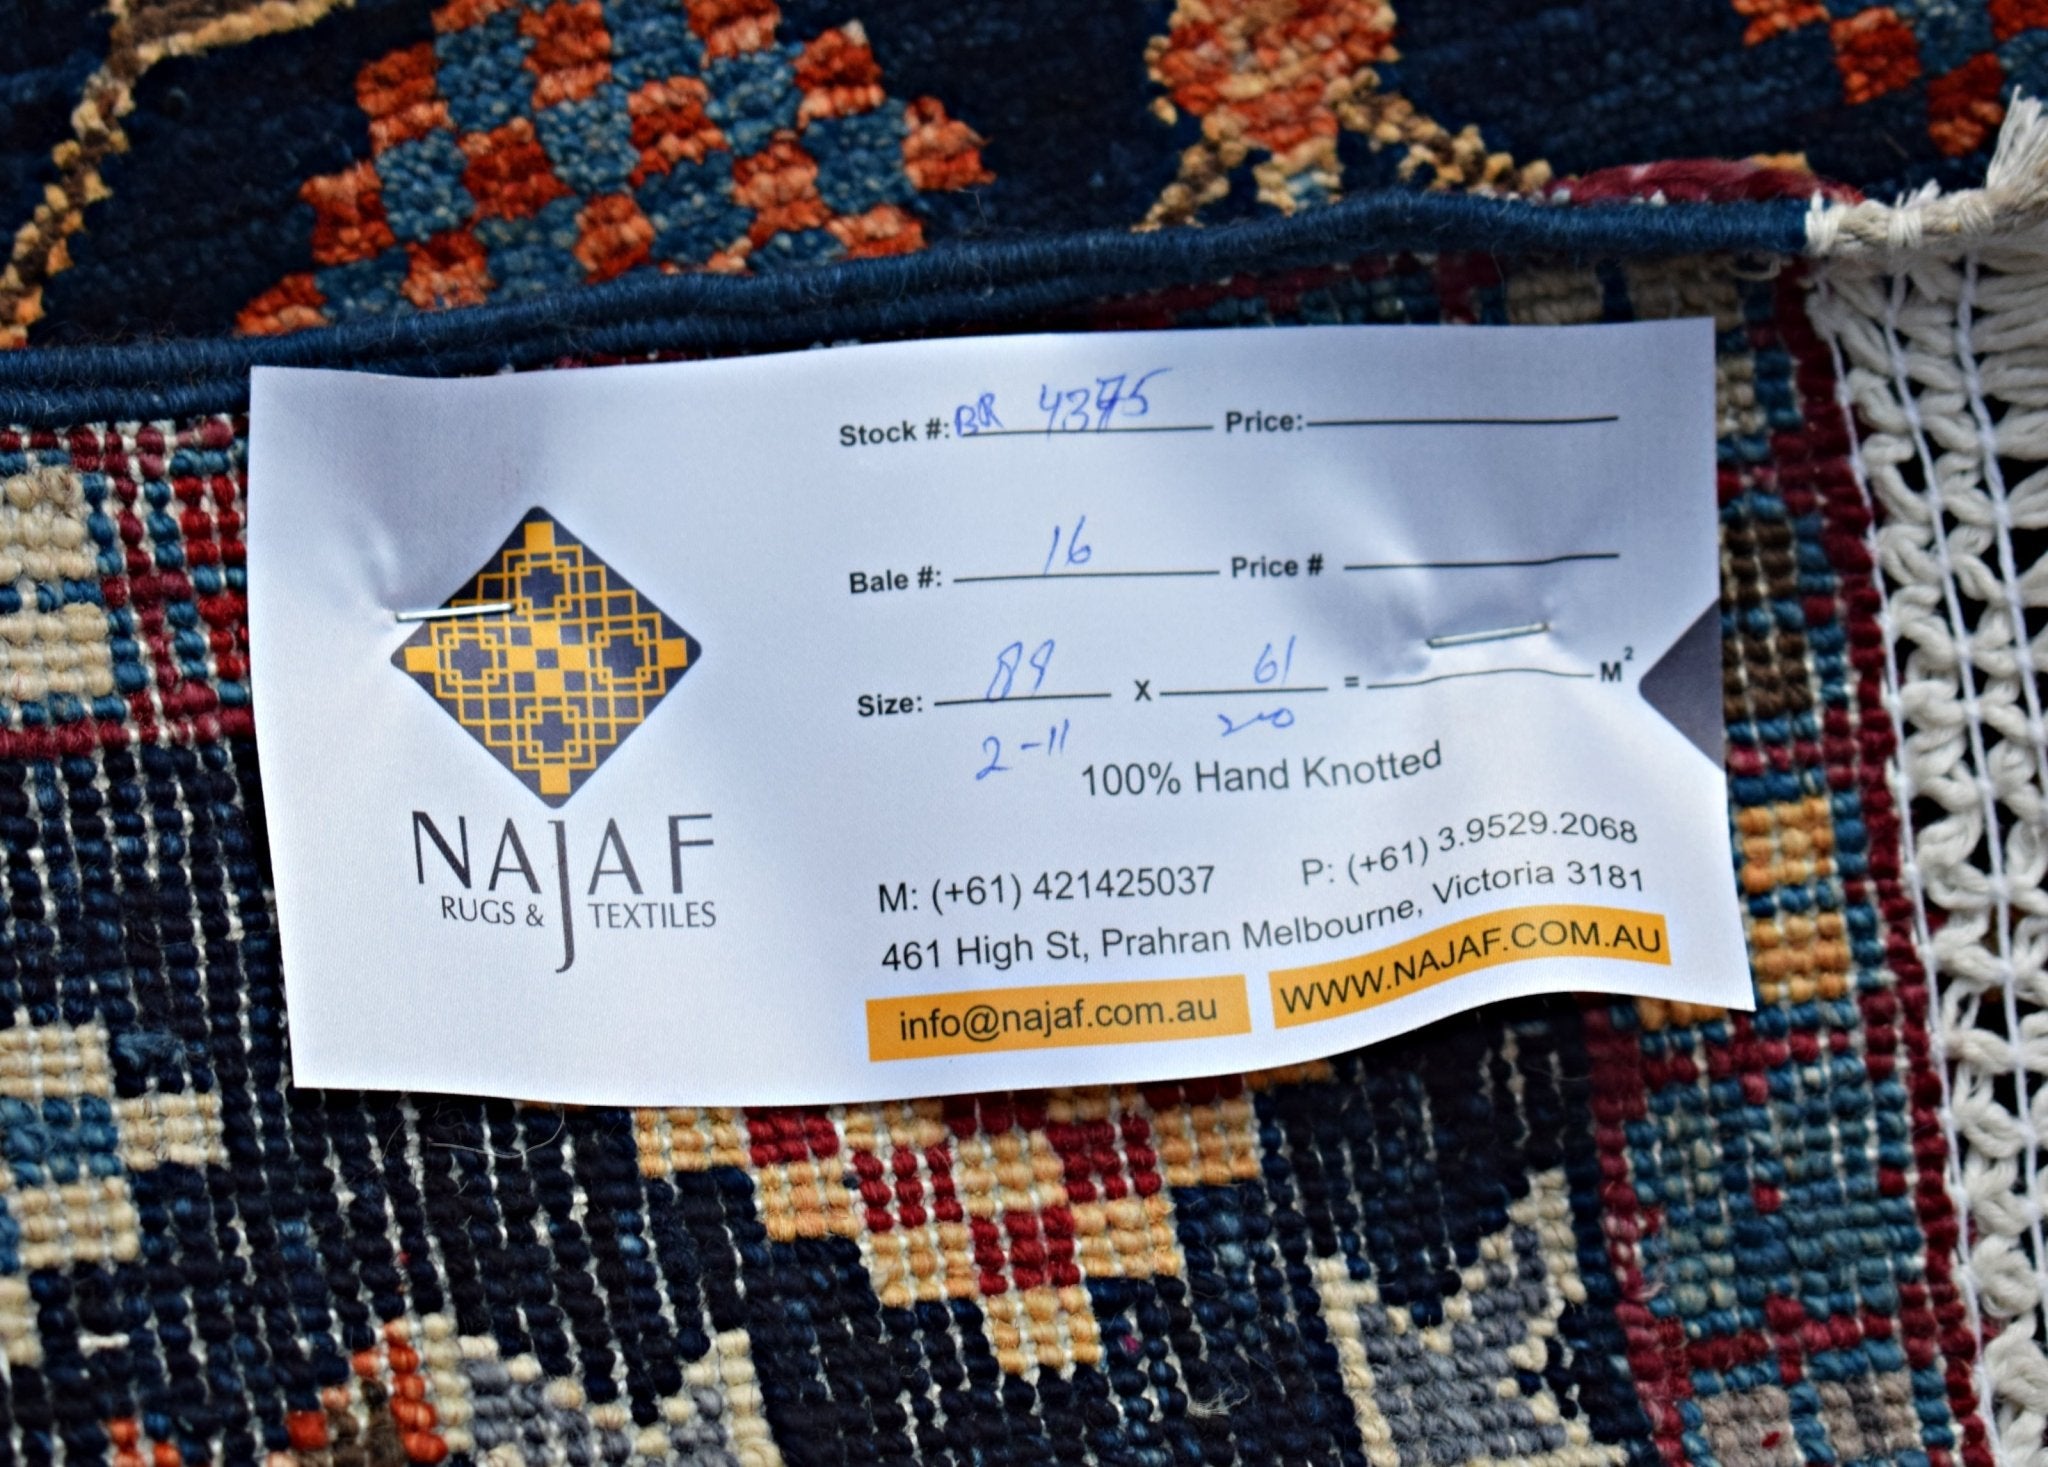 Stock #: BR 4375 Price:
Bale #: 16 Price #
Size: 89 X 61 = M²
2-11 2-0
100% Hand Knotted
M: (+61) 421425037 P: (+61) 3.9529.2068
461 High St, Prahran Melbourne, Victoria 3181
info@najaf.com.au WWW.NAJAF.COM.AU
NAJAF
RUGS & TEXTILES